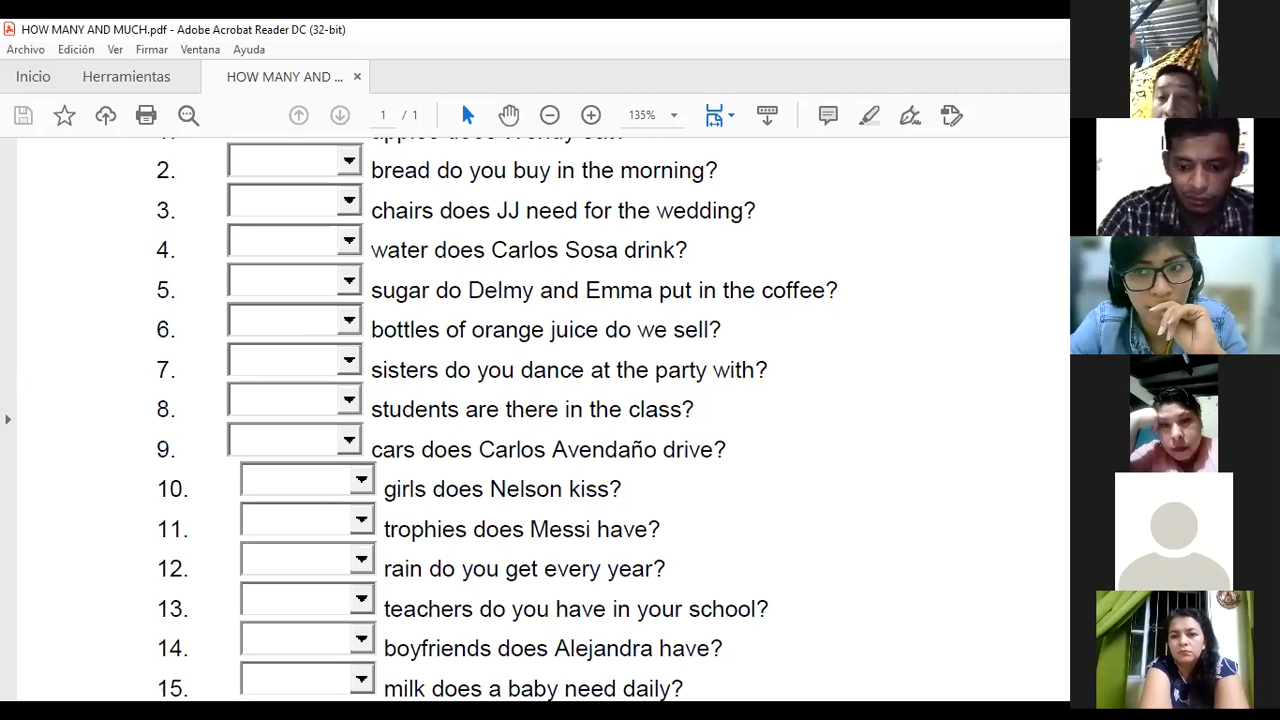 HOW MANY AND MUCH.pdf - Adobe Acrobat Reader DC (32-bit)
Archivo Edición Ver Firmar Ventana Ayuda
Inicio Herramientas HOW MANY AND ... ×
1 / 1 135%
2. bread do you buy in the morning?
3. chairs does JJ need for the wedding?
4. water does Carlos Sosa drink?
5. sugar do Delmy and Emma put in the coffee?
6. bottles of orange juice do we sell?
7. sisters do you dance at the party with?
8. students are there in the class?
9. cars does Carlos Avendaño drive?
10. girls does Nelson kiss?
11. trophies does Messi have?
12. rain do you get every year?
13. teachers do you have in your school?
14. boyfriends does Alejandra have?
15. milk does a baby need daily?